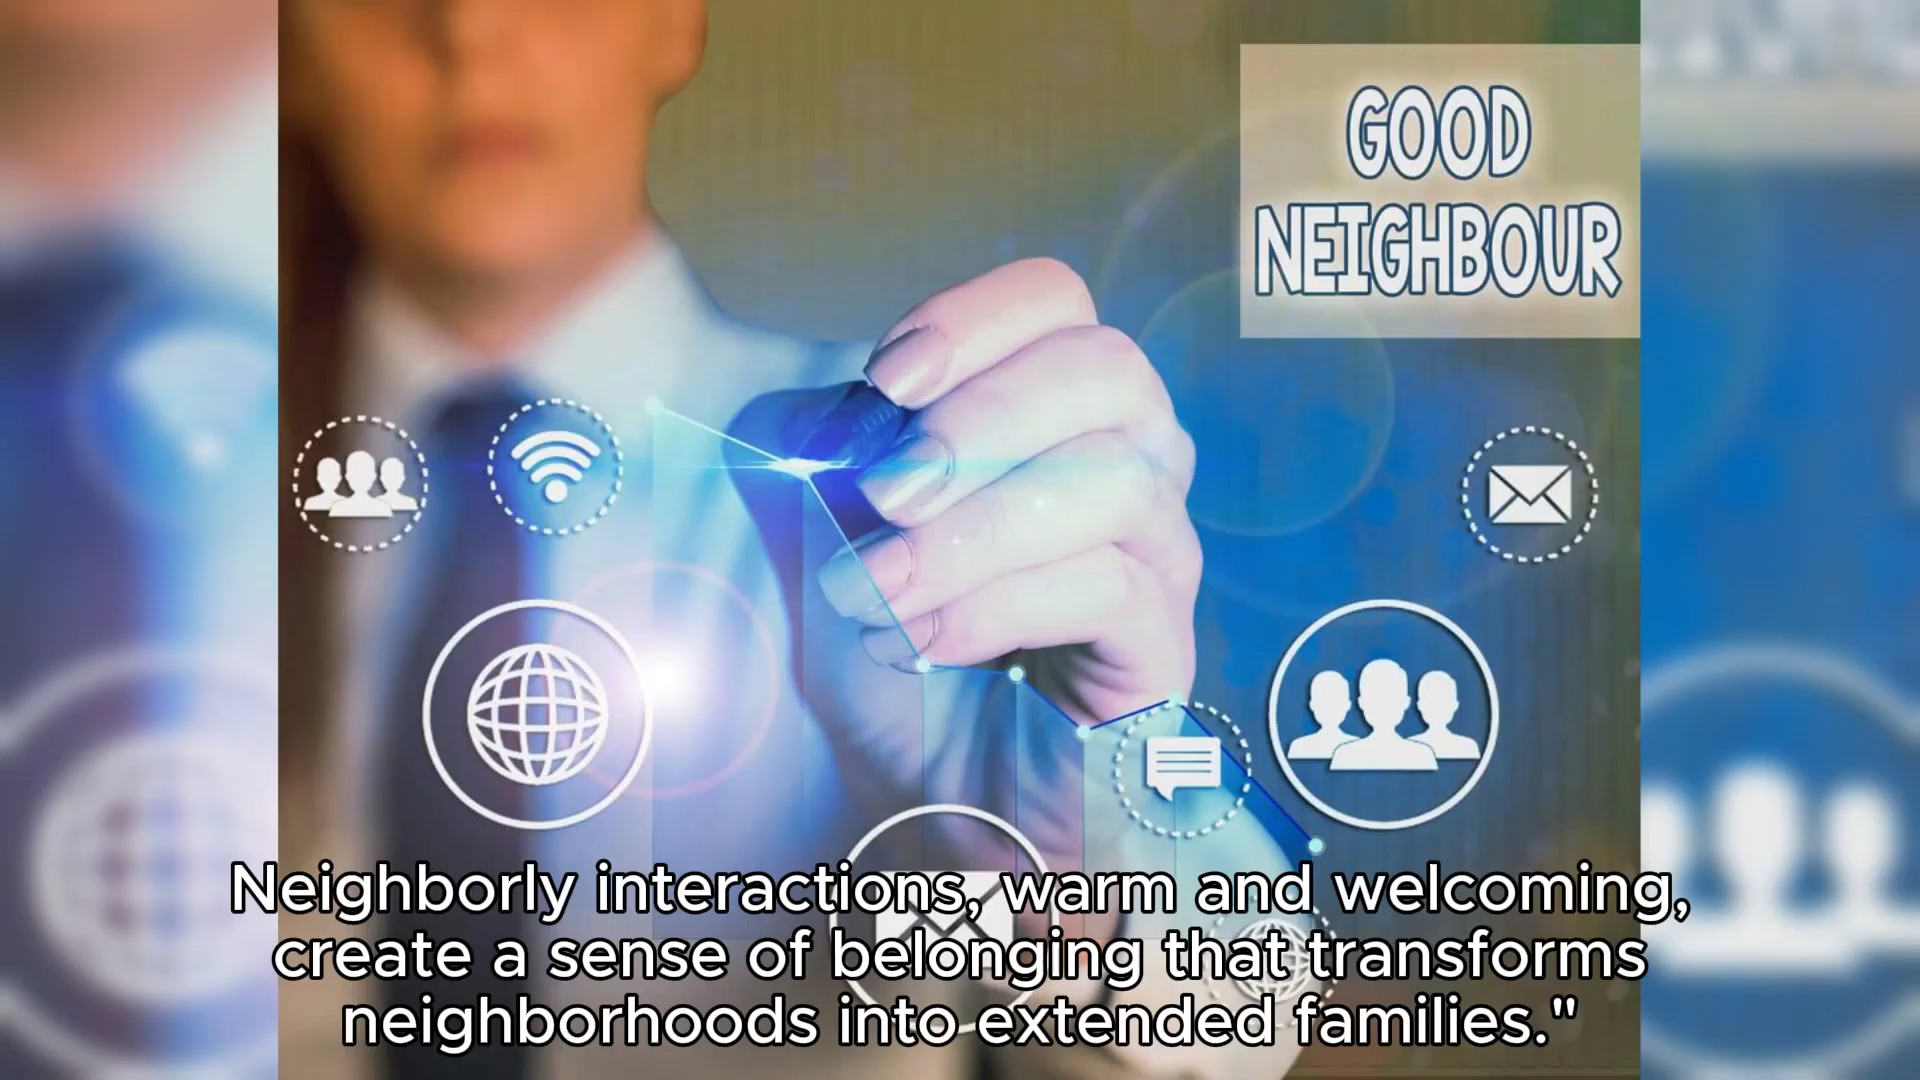 GOOD
NEIGHBOUR
Neighborly interactions, warm and welcoming,
create a sense of belonging that transforms
neighborhoods into extended families."